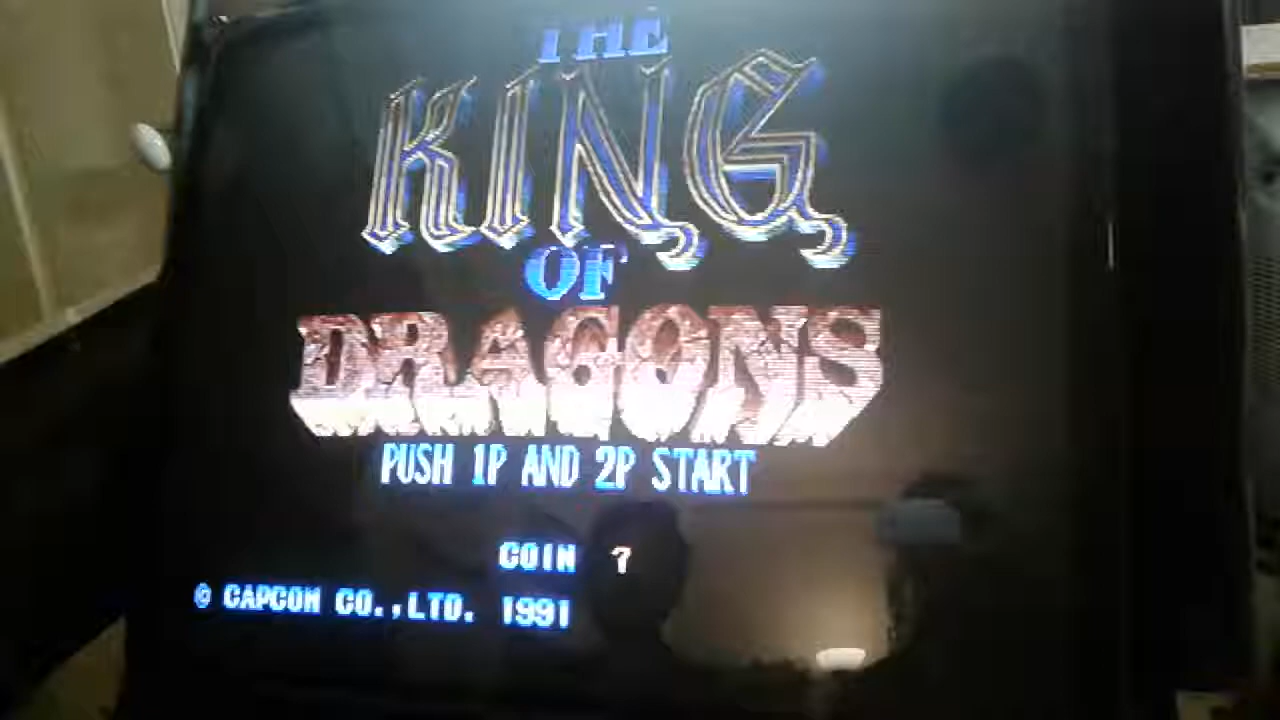 THE
KING
OF
DRAGONS
PUSH 1P AND 2P START
COIN 7
© CAPCOM CO.,LTD. 1991